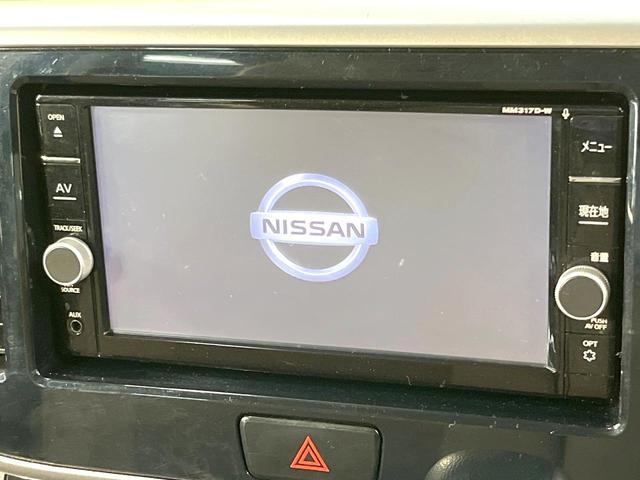 MM317D-W
OPEN
AV
TRACK/SEEK
SOURCE
AUX
NISSAN
メニュー
現在地
音量
PUSH
AV OFF
OPT